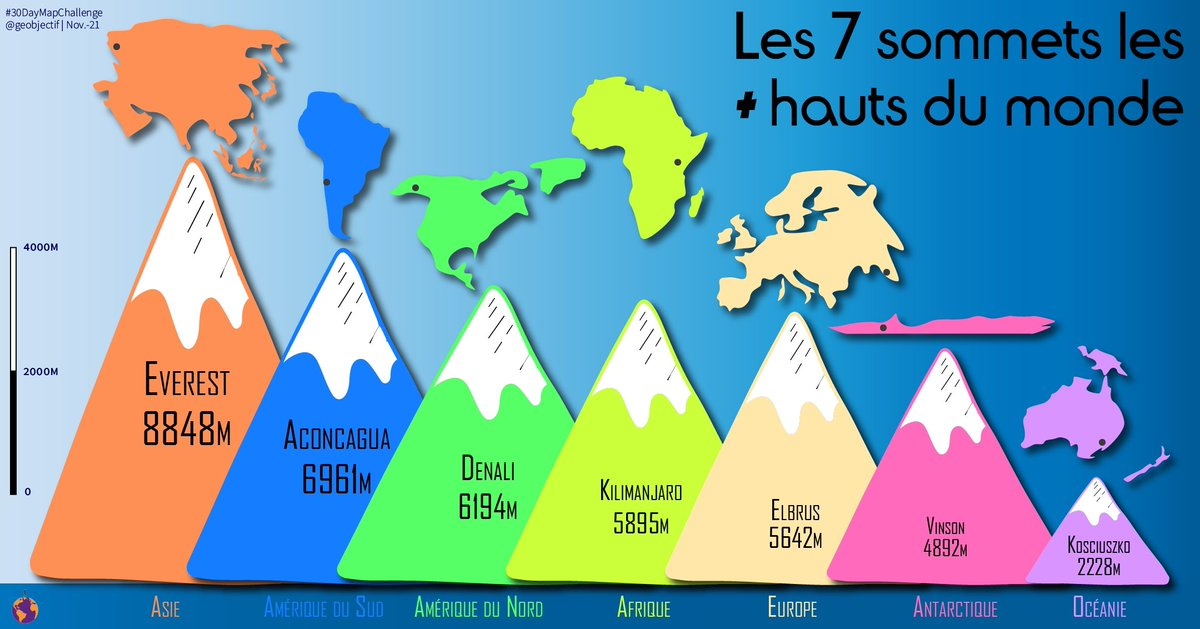 #30DayMapChallenge
@geobjectif | Nov.-21
Les 7 sommets les
+ hauts du monde
4000M
2000M
0
Everest
8848m
Aconcagua
6961m
Denali
6194m
Kilimanjaro
5895m
Elbrus
5642m
Vinson
4892m
Kosciuszko
2228m
Asie
Amérique du Sud
Amérique du Nord
Afrique
Europe
Antarctique
Océanie